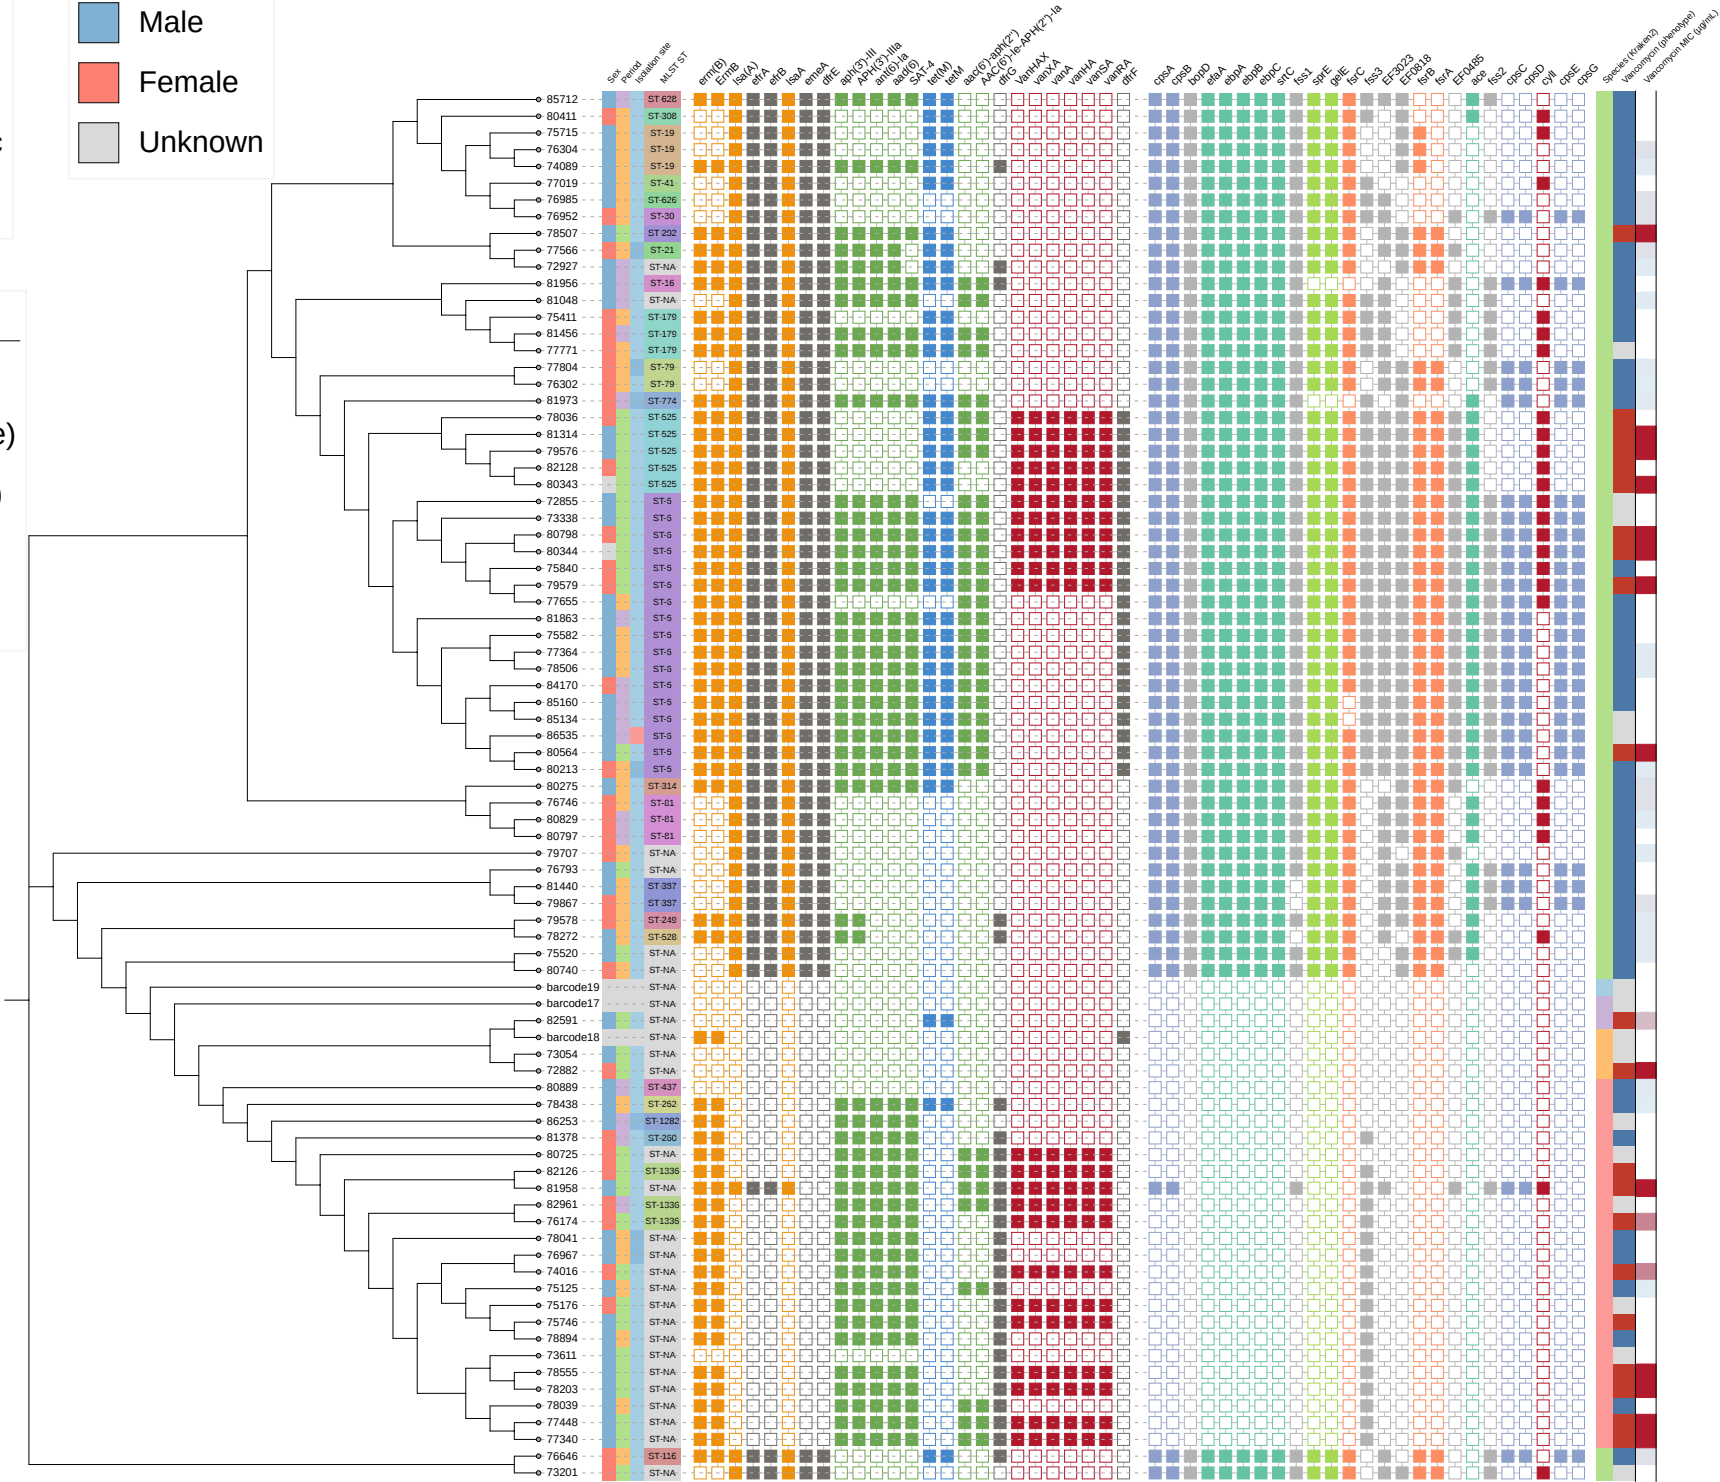 Male
Female
Unknown
c
e)
)
Sex Period Isolation site MLST ST erm(B) ErmB lsa(A) efrA efrB lsaA emeA dfrE aph(3')-III APH(3')-IIIa ant(6)-Ia aad(6) SAT-4 tet(M) tetM aac(6')-aph(2'') AAC(6')-Ie-APH(2'')-Ia dfrG VanHAX vanXA vanA vanHA vanSA vanRA dfrF cpsA cpsB bopD efaA ebpA ebpB ebpC srtC fss1 sprE gelE fsrC fss3 EF3023 EF0818 fsrB fsrA EF0485 ace fss2 cpsC cpsD cyll cpsE cpsG Species (Kraken2) Vancomycin (phenotype) Vancomycin MIC (µg/mL)
85712 ST-628
80411 ST-308
75715 ST-19
76304 ST-19
74089 ST-19
77019 ST-41
76985 ST-626
76952 ST-30
78507 ST-202
77566 ST-21
72927 ST-NA
81956 ST-16
81048 ST-NA
75411 ST-179
81456 ST-179
77771 ST-179
77804 ST-79
76302 ST-79
81973 ST-774
78036 ST-525
81314 ST-525
79576 ST-525
82128 ST-525
80343 ST-525
72855 ST-5
73338 ST-5
80798 ST-5
80344 ST-5
75840 ST-5
79579 ST-5
77655 ST-5
81863 ST-5
75582 ST-5
77364 ST-5
78506 ST-5
84170 ST-5
85160 ST-5
85134 ST-5
86535 ST-5
80564 ST-5
80213 ST-5
80275 ST-314
76746 ST-81
80829 ST-81
80797 ST-81
79707 ST-NA
76793 ST-NA
81440 ST-397
79867 ST-397
79578 ST-249
78272 ST-528
75520 ST-NA
80740 ST-NA
barcode19 ST-NA
barcode17 ST-NA
82591 ST-NA
barcode18 ST-NA
73054 ST-NA
72882 ST-NA
80889 ST-437
78438 ST-262
86253 ST-1282
81378 ST-260
80725 ST-NA
82126 ST-1336
81958 ST-NA
82961 ST-1336
76174 ST-1336
78041 ST-NA
76967 ST-NA
74016 ST-NA
75125 ST-NA
75176 ST-NA
75746 ST-NA
78894 ST-NA
73611 ST-NA
78555 ST-NA
78203 ST-NA
78039 ST-NA
77448 ST-NA
77340 ST-NA
76646 ST-116
73201 ST-NA